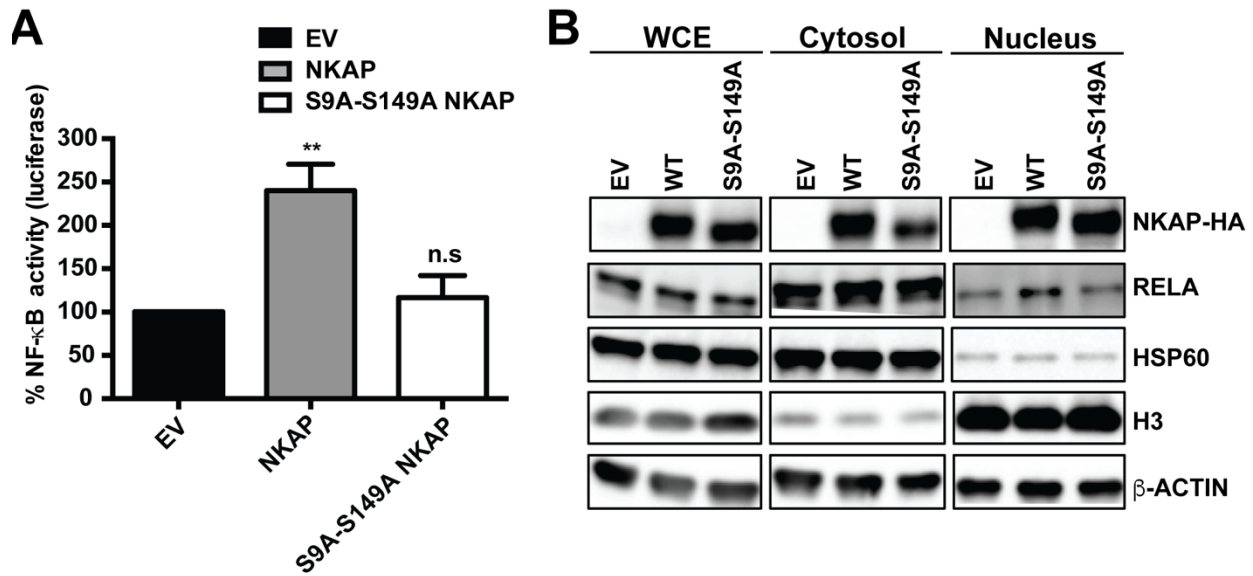 A
EV
NKAP
S9A-S149A NKAP
% NF-κB activity (luciferase)
300
250
200
150
100
50
0
**
n.s
EV
NKAP
S9A-S149A NKAP
B
WCE Cytosol Nucleus
EV WT S9A-S149A EV WT S9A-S149A EV WT S9A-S149A
NKAP-HA
RELA
HSP60
H3
β-ACTIN